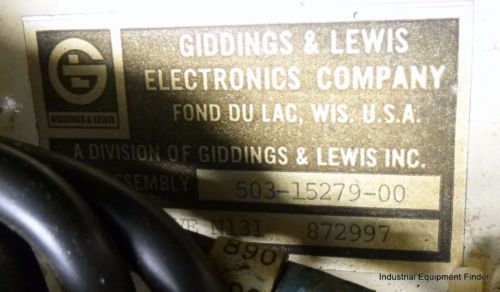 G
GIDDINGS & LEWIS
GIDDINGS & LEWIS
ELECTRONICS COMPANY
FOND DU LAC, WIS. U.S.A.
A DIVISION OF GIDDINGS & LEWIS INC.
SSEMBLY 503-15279-00
N131 872997
890
Industrial Equipment Finder